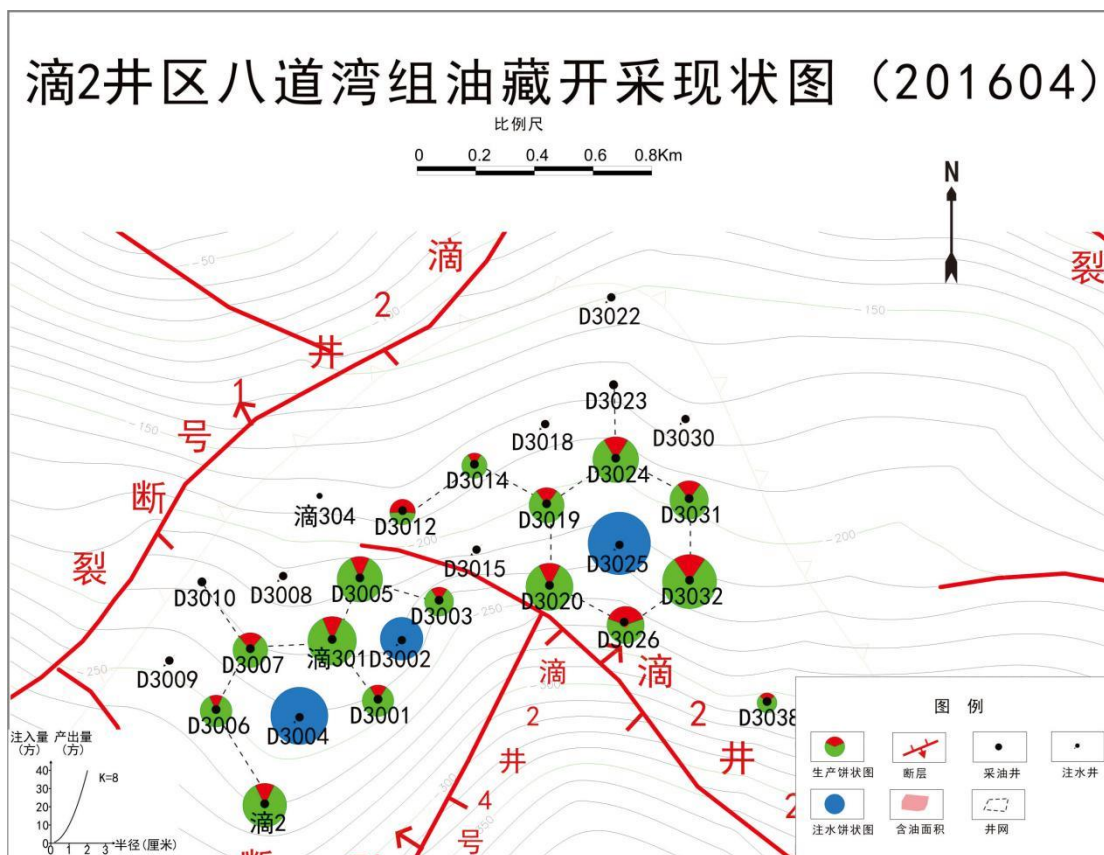 滴2井区八道湾组油藏开采现状图（201604）
比例尺
0 0.2 0.4 0.6 0.8Km
N
-50
滴
裂
2
D3022
-150
井
1
D3023
-150
号
D3018
D3030
D3024
D3014
断
滴304
D3012
D3019
D3031
-200
-200
裂
D3015
D3025
D3010
D3008
D3005
D3020
D3032
D3003
-250
D3026
D3007
滴301
D3002
D3009
滴
滴
-250
D3006
D3001
2
2
D3038
D3004
井
井
4
2
滴2
号
断
-300
注入量 产出量
（方） （方）
K=8
40
30
20
10
0 1 2 3
半径(厘米)
图 例
生产饼状图
断层
采油井
注水井
注水饼状图
含油面积
井网